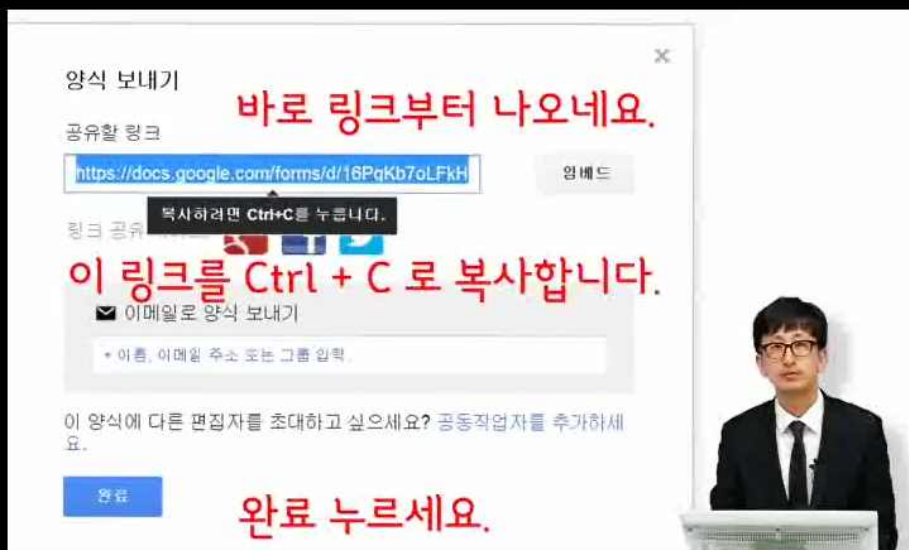 양식 보내기
바로 링크부터 나오네요.
공유할 링크
https://docs.google.com/forms/d/16PqKb7oLFkH
임베드
복사하려면 Ctrl+C를 누릅니다.
링크 공유
이 링크를 Ctrl + C 로 복사합니다.
이메일로 양식 보내기
+ 이름, 이메일 주소 또는 그룹 입력
이 양식에 다른 편집자를 초대하고 싶으세요? 공동작업자를 추가하세
요.
완료
완료 누르세요.